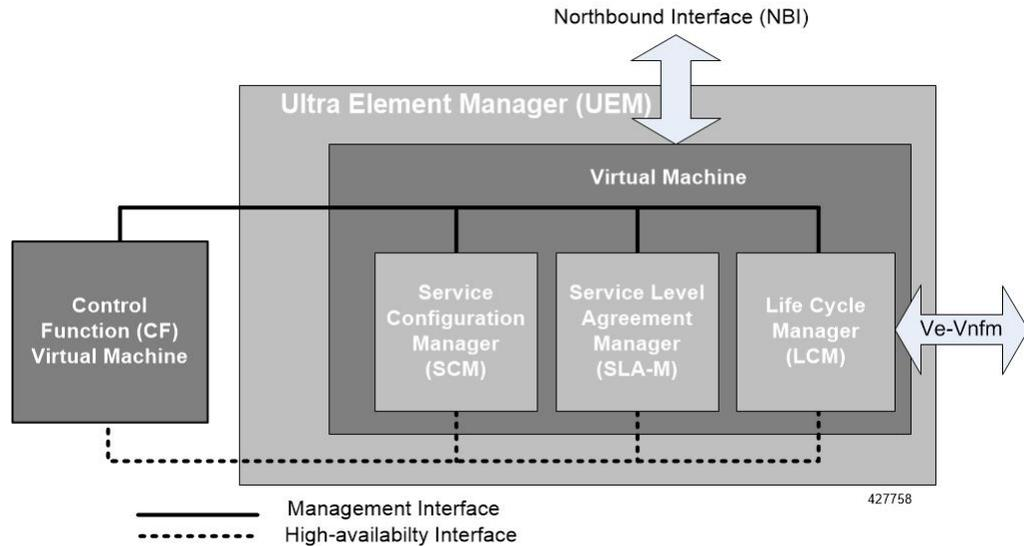 Northbound Interface (NBI)
Ultra Element Manager (UEM)
Virtual Machine
Control
Function (CF)
Virtual Machine
Service
Configuration
Manager
(SCM)
Service Level
Agreement
Manager
(SLA-M)
Life Cycle
Manager
(LCM)
Ve-Vnfm
427758
Management Interface
High-availabilty Interface